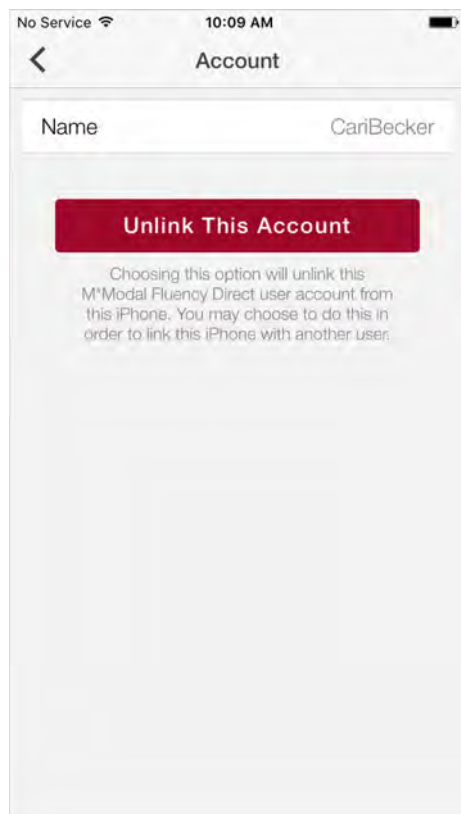 No Service 10:09 AM
Account
Name CariBecker
Unlink This Account
Choosing this option will unlink this
M*Modal Fluency Direct user account from
this iPhone. You may choose to do this in
order to link this iPhone with another user.